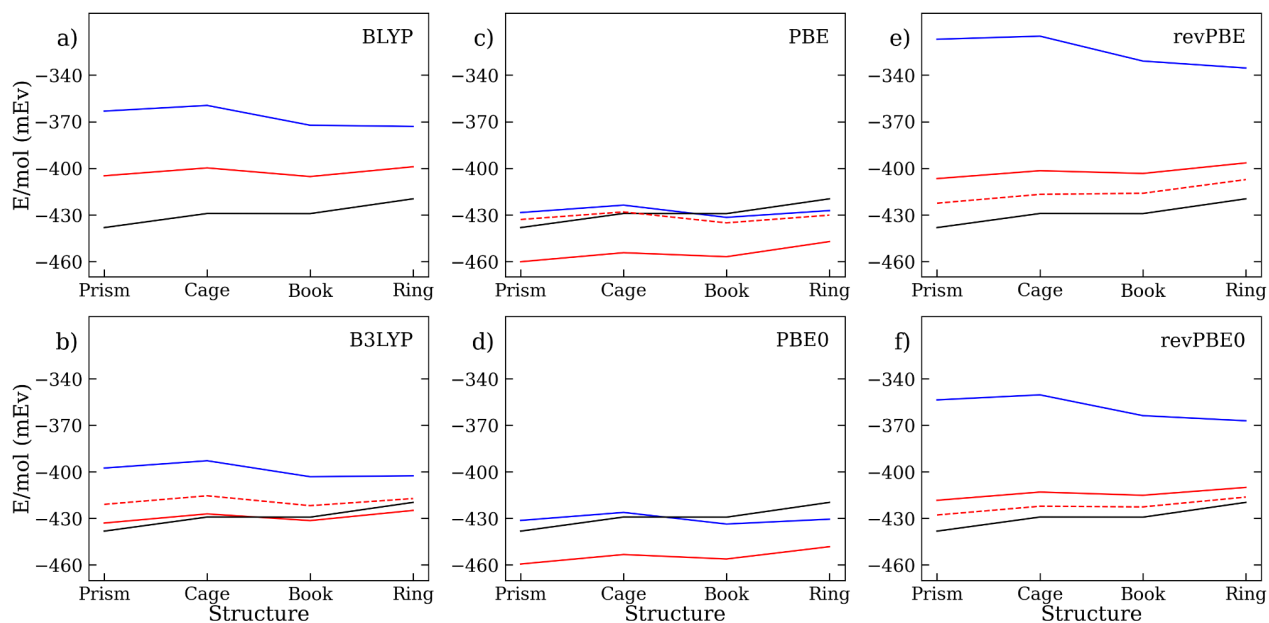 a) BLYP
E/mol (mEv)
−340
−370
−400
−430
−460
Prism Cage Book Ring
c) PBE
−340
−370
−400
−430
−460
Prism Cage Book Ring
e) revPBE
−340
−370
−400
−430
−460
Prism Cage Book Ring
b) B3LYP
E/mol (mEv)
−340
−370
−400
−430
−460
Prism Cage Book Ring
Structure
d) PBE0
−340
−370
−400
−430
−460
Prism Cage Book Ring
Structure
f) revPBE0
−340
−370
−400
−430
−460
Prism Cage Book Ring
Structure